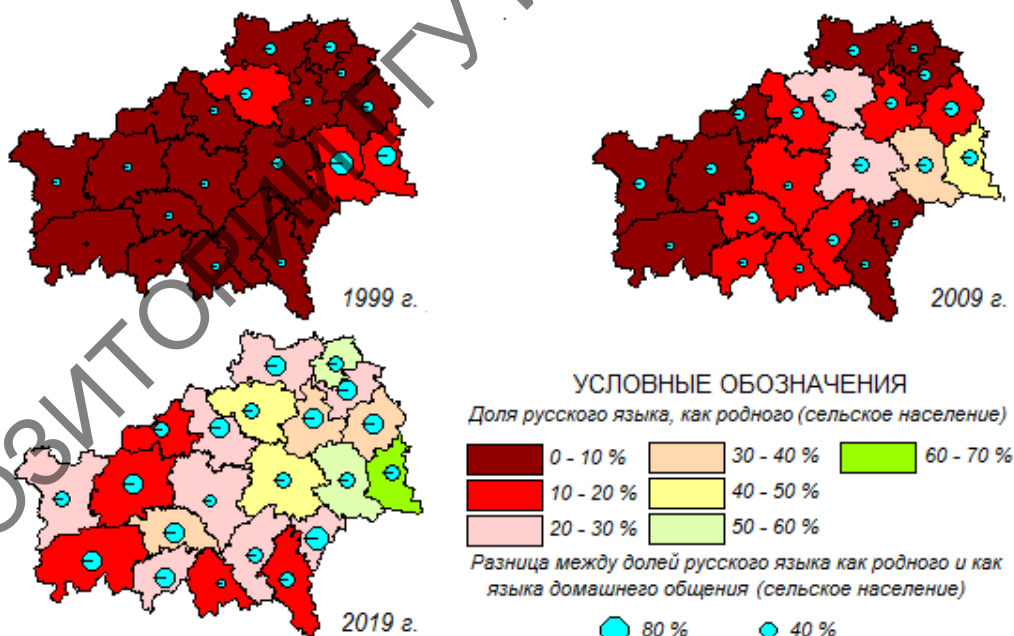 РЕПОЗИТОРИЙ ГГУ И
1999 г.
2009 г.
2019 г.
УСЛОВНЫЕ ОБОЗНАЧЕНИЯ
Доля русского языка, как родного (сельское население)
0 - 10 % 30 - 40 % 60 - 70 %
10 - 20 % 40 - 50 %
20 - 30 % 50 - 60 %
Разница между долей русского языка как родного и как
языка домашнего общения (сельское население)
80 % 40 %